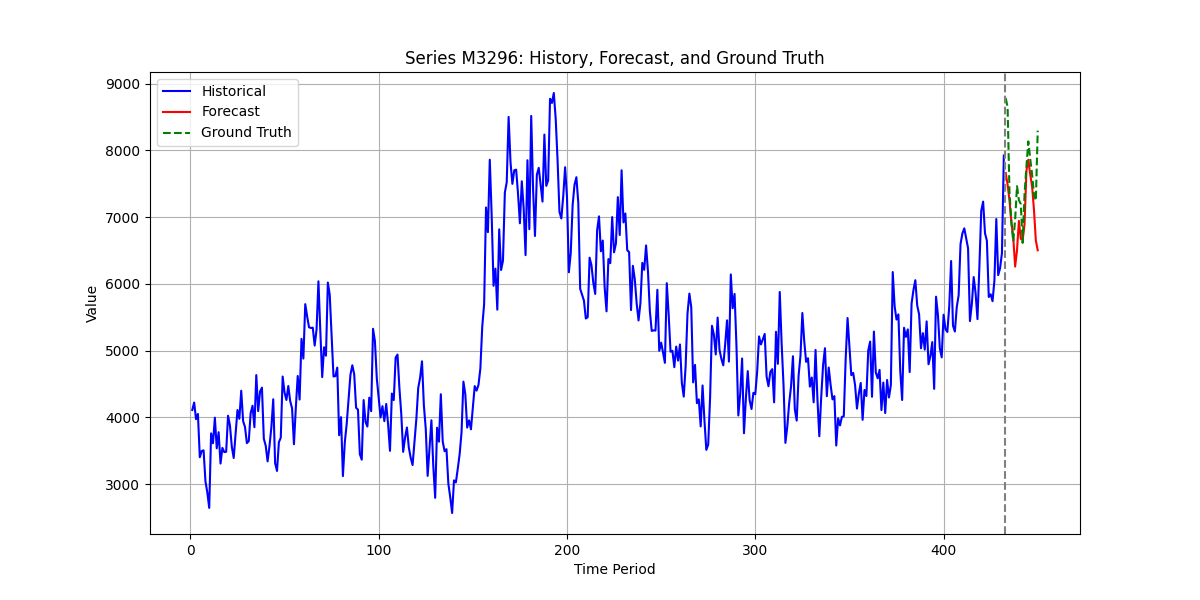 Series M3296: History, Forecast, and Ground Truth
Historical
Forecast
Ground Truth
9000
8000
7000
6000
5000
4000
3000
Value
0 100 200 300 400
Time Period